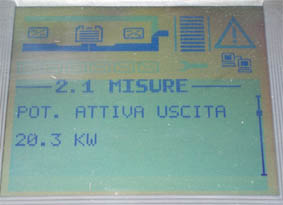 2.1 MISURE
POT. ATTIVA USCITA
20.3 KW